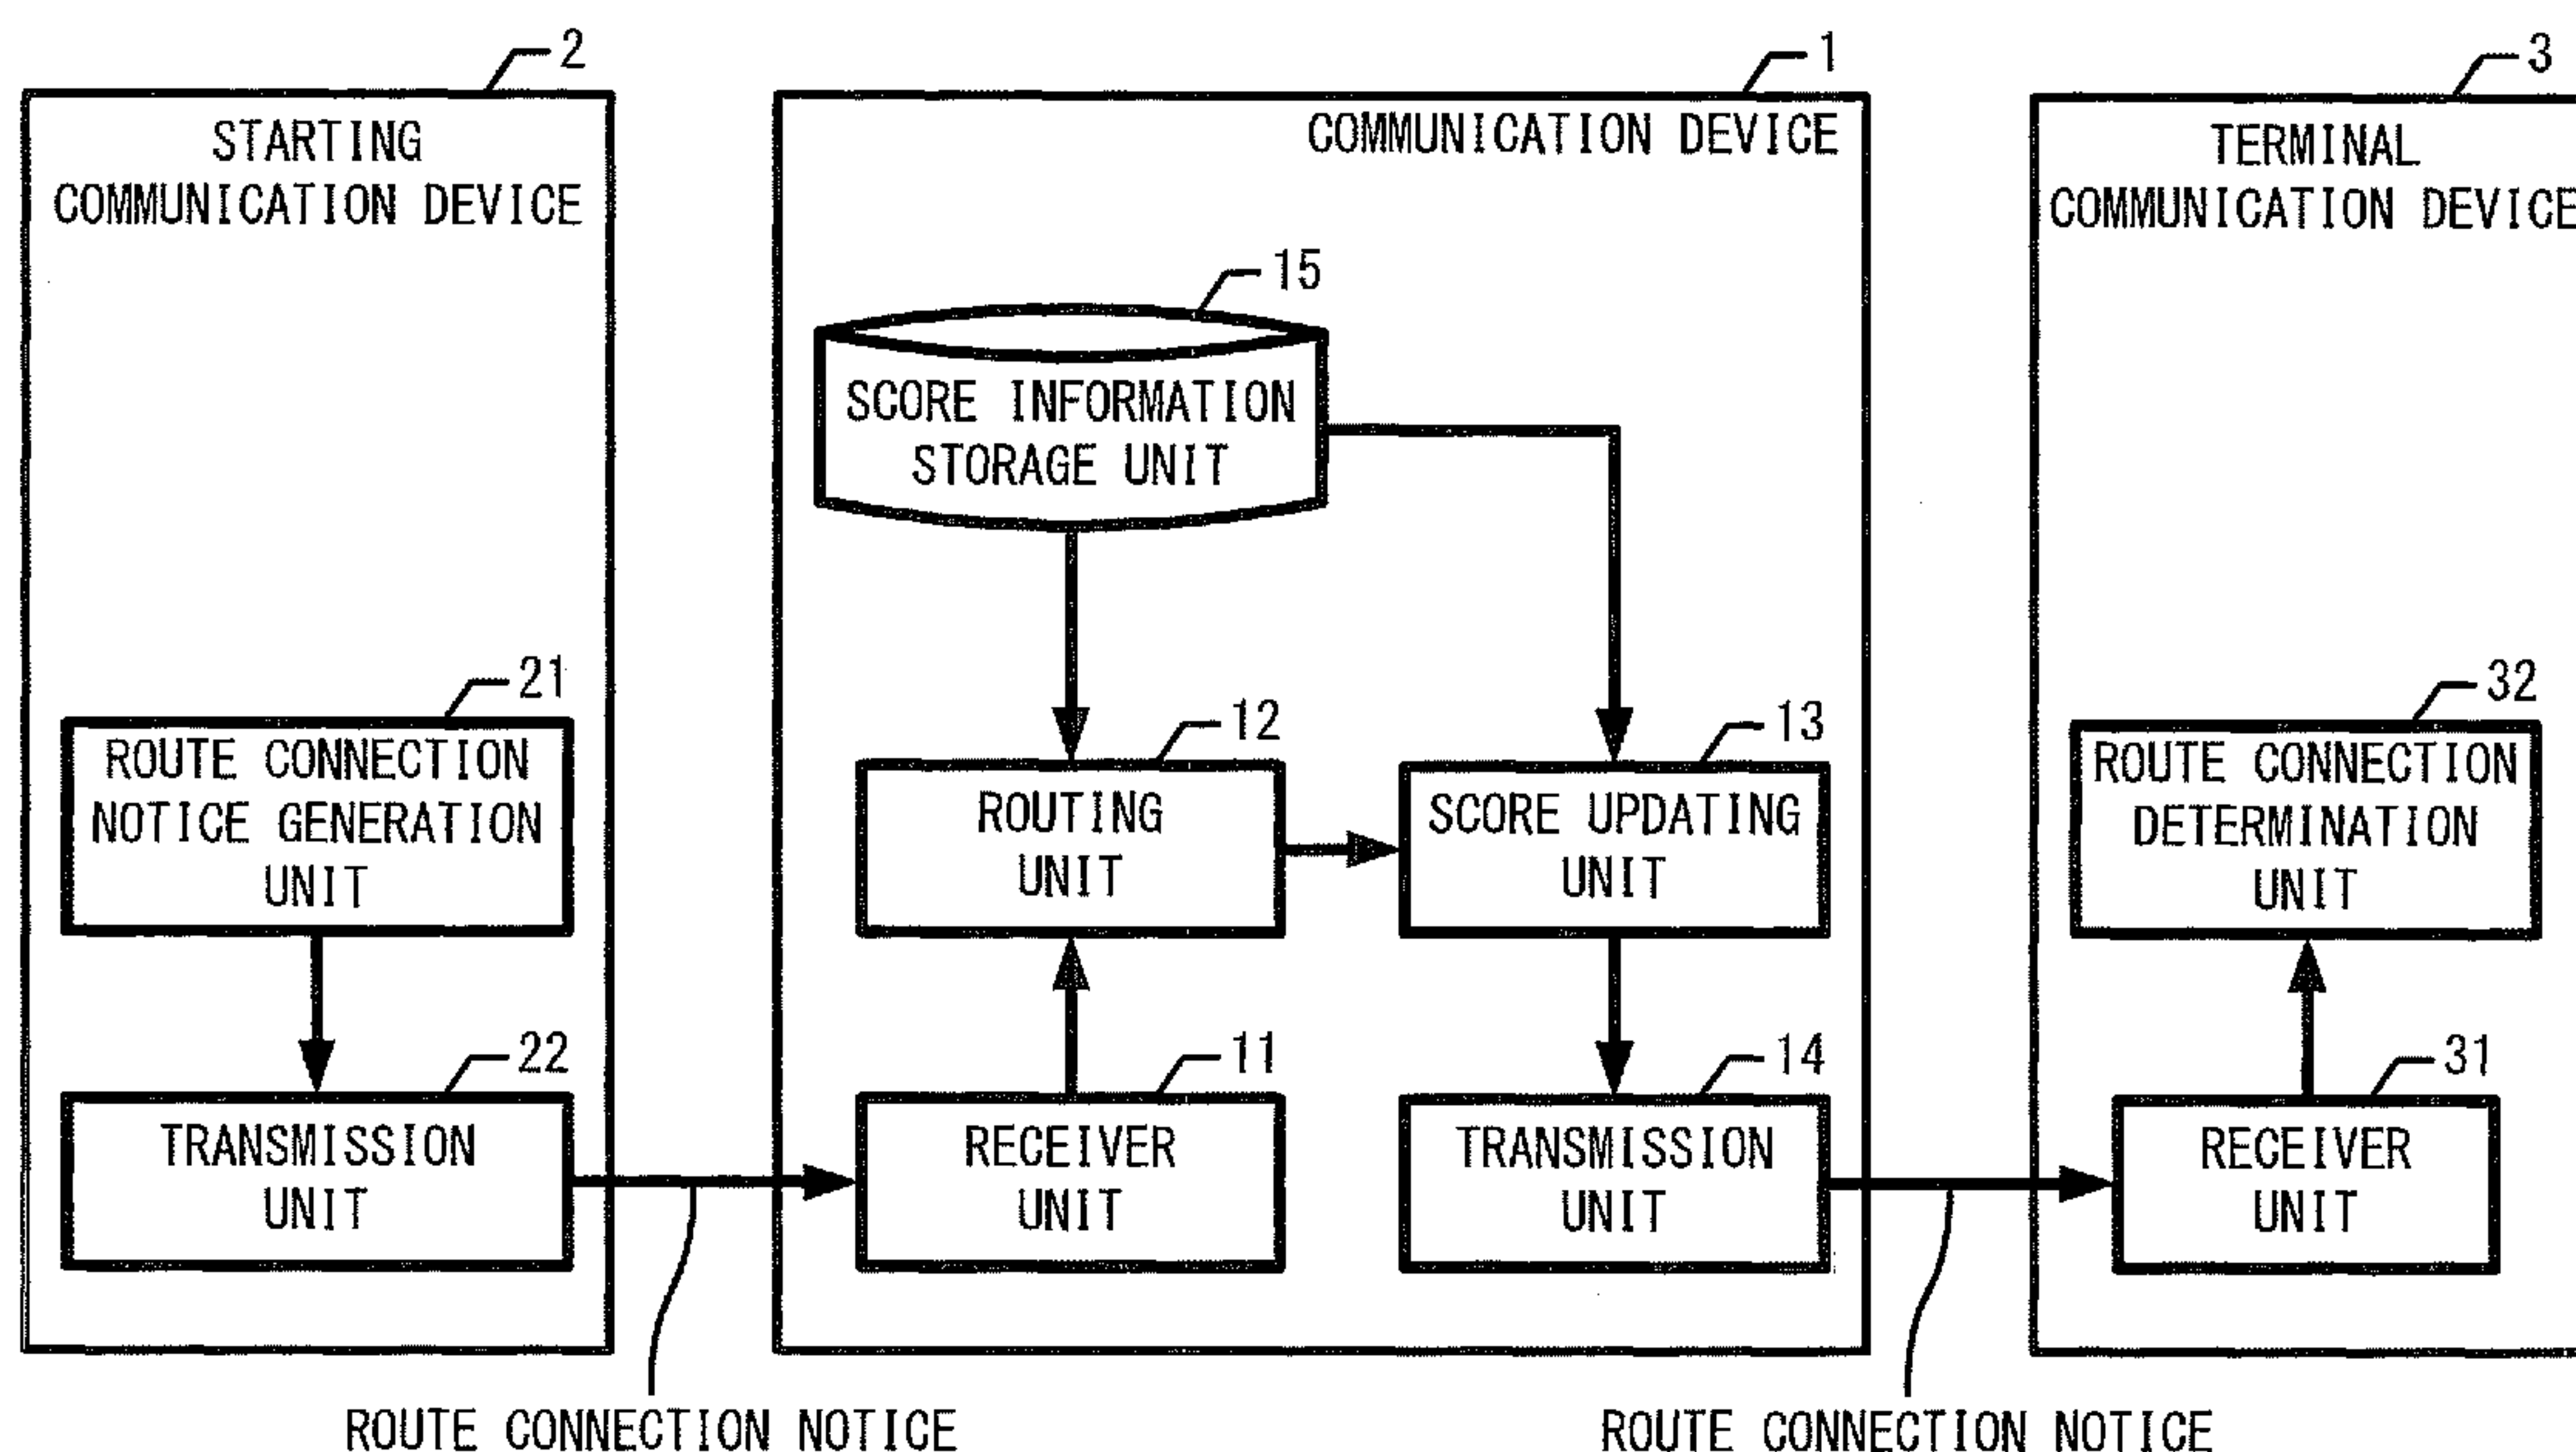 2
STARTING
COMMUNICATION DEVICE
21
ROUTE CONNECTION
NOTICE GENERATION
UNIT
22
TRANSMISSION
UNIT
1
COMMUNICATION DEVICE
15
SCORE INFORMATION
STORAGE UNIT
12
ROUTING
UNIT
13
SCORE UPDATING
UNIT
11
RECEIVER
UNIT
14
TRANSMISSION
UNIT
3
TERMINAL
COMMUNICATION DEVICE
32
ROUTE CONNECTION
DETERMINATION
UNIT
31
RECEIVER
UNIT
ROUTE CONNECTION NOTICE
ROUTE CONNECTION NOTICE